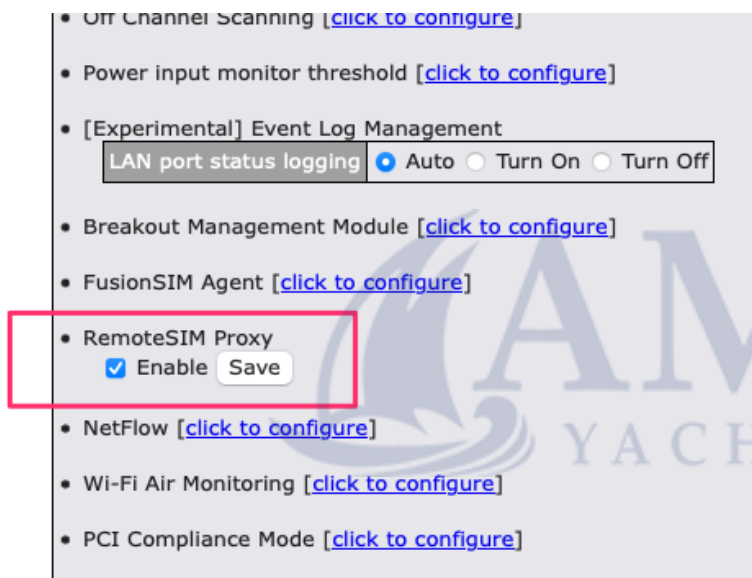 Off Channel Scanning [click to configure]
Power input monitor threshold [click to configure]
[Experimental] Event Log Management
LAN port status logging Auto Turn On Turn Off
Breakout Management Module [click to configure]
FusionSIM Agent [click to configure]
RemoteSIM Proxy
Enable Save
NetFlow [click to configure]
Wi-Fi Air Monitoring [click to configure]
PCI Compliance Mode [click to configure]
AM
YACH